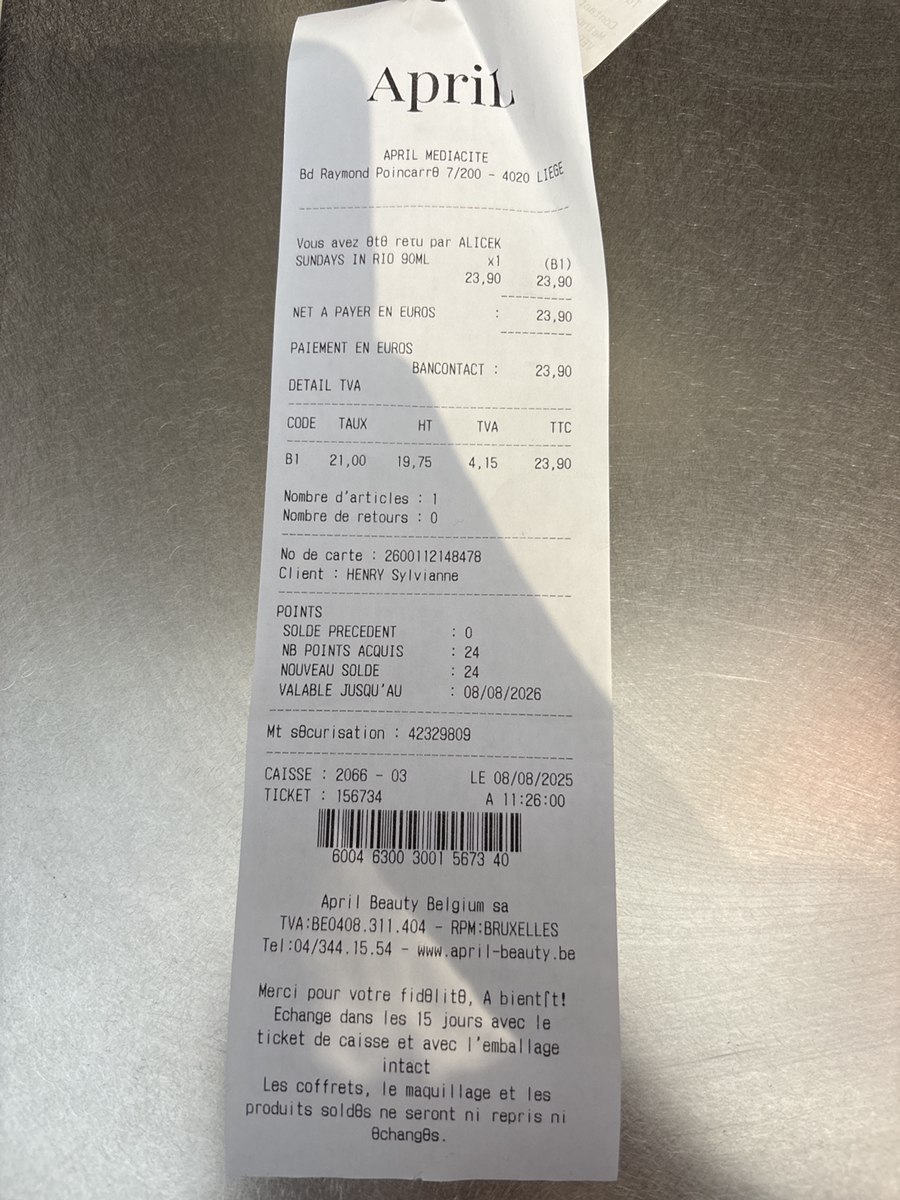 April
APRIL MEDIACITE
Bd Raymond Poincarθ 7/200 - 4020 LIEGE
Vous avez θtθ retu par ALICEK
SUNDAYS IN RIO 90ML x1 (B1)
23,90 23,90
NET A PAYER EN EUROS : 23,90
PAIEMENT EN EUROS
BANCONTACT : 23,90
DETAIL TVA
CODE TAUX HT TVA TTC
B1 21,00 19,75 4,15 23,90
Nombre d'articles : 1
Nombre de retours : 0
No de carte : 2600112148478
Client : HENRY Sylvianne
POINTS
SOLDE PRECEDENT : 0
NB POINTS ACQUIS : 24
NOUVEAU SOLDE : 24
VALABLE JUSQU'AU : 08/08/2026
Mt sθcurisation : 42329809
CAISSE : 2066 - 03 LE 08/08/2025
TICKET : 156734 A 11:26:00
6004 6300 3001 5673 40
April Beauty Belgium sa
TVA:BE0408.311.404 - RPM:BRUXELLES
Tel:04/344.15.54 - www.april-beauty.be
Merci pour votre fidθlitθ, A bient⌠t!
Echange dans les 15 jours avec le
ticket de caisse et avec l'emballage
intact
Les coffrets, le maquillage et les
produits soldθs ne seront ni repris ni
θchangθs.